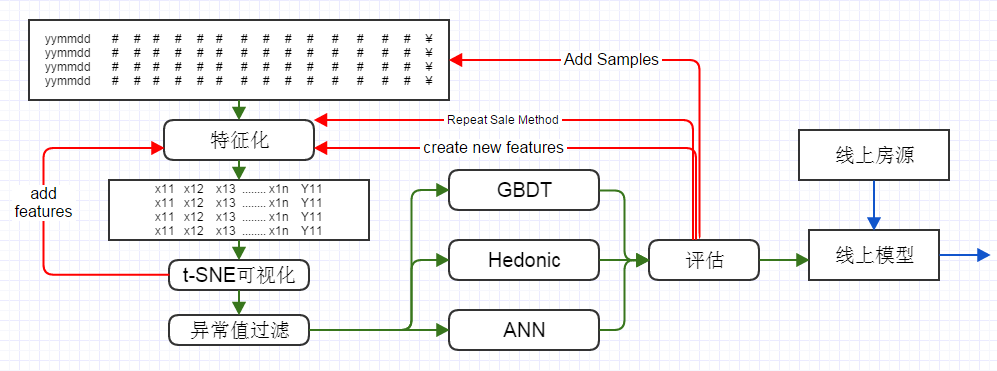 yymmdd # # # # # # # # # # # ¥
yymmdd # # # # # # # # # # # ¥
yymmdd # # # # # # # # # # # ¥
yymmdd # # # # # # # # # # # ¥
Add Samples
Repeat Sale Method
特征化
create new features
线上房源
add
features
x11 x12 x13 ........ x1n Y11
x11 x12 x13 ........ x1n Y11
x11 x12 x13 ........ x1n Y11
x11 x12 x13 ........ x1n Y11
GBDT
t-SNE可视化
Hedonic
评估
线上模型
异常值过滤
ANN